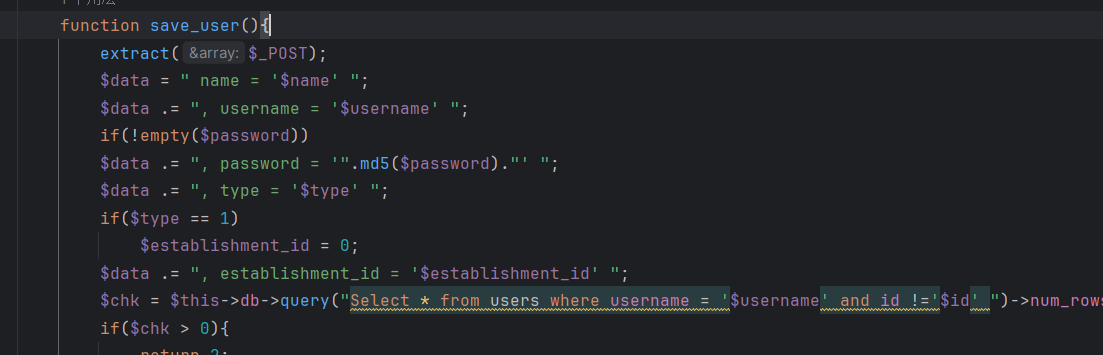 function save_user(){
extract( &array: $_POST);
$data = " name = '$name' ";
$data .= ", username = '$username' ";
if(!empty($password))
$data .= ", password = '".md5($password)."' ";
$data .= ", type = '$type' ";
if($type == 1)
$establishment_id = 0;
$data .= ", establishment_id = '$establishment_id' ";
$chk = $this->db->query("Select * from users where username = '$username' and id !='$id' ")->num_rows
if($chk > 0){
return 2;